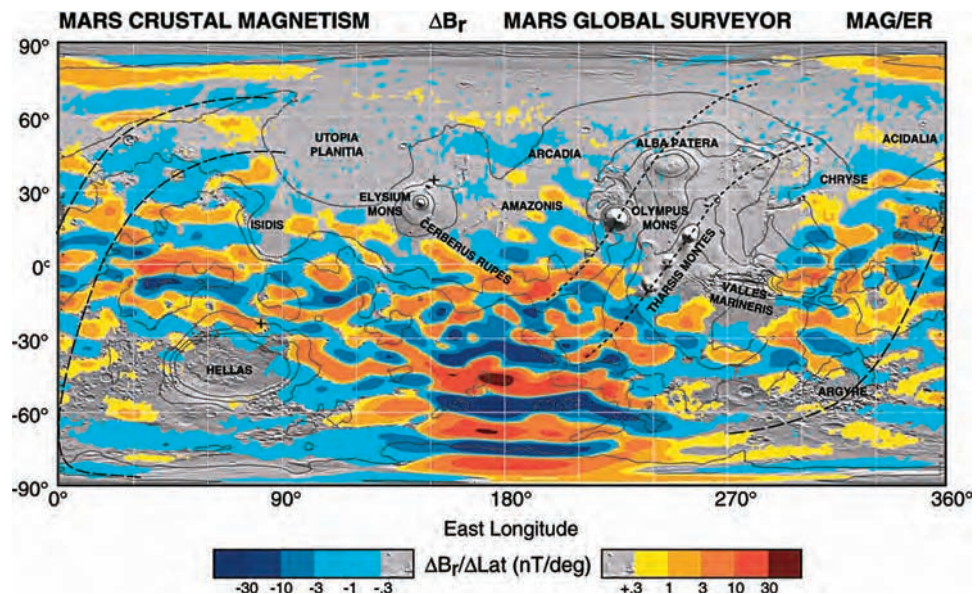 MARS CRUSTAL MAGNETISM ΔBr MARS GLOBAL SURVEYOR MAG/ER
90°
60°
30°
0°
-30°
-60°
-90°
UTOPIA
PLANITIA
ARCADIA
ALBA PATERA
ACIDALIA
CHRYSE
ELYSIUM
MONS
AMAZONIS
OLYMPUS
MONS
ISIDIS
CERBERUS RUPES
THARSIS MONTES
VALLES
MARINERIS
HELLAS
ARGYRE
0° 90° 180° 270° 360°
East Longitude
ΔBr/ΔLat (nT/deg)
-30 -10 -3 -1 -.3 +.3 1 3 10 30